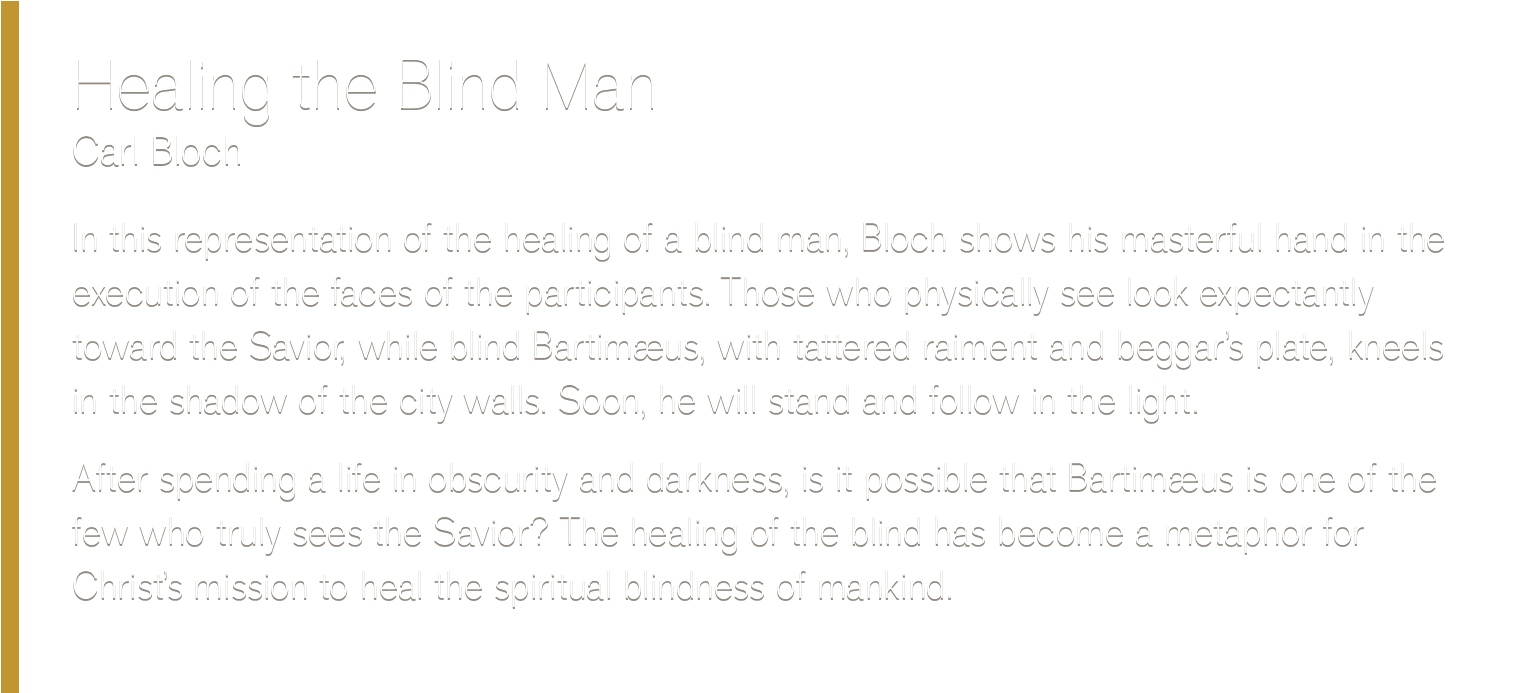 Healing the Blind Man
Carl Bloch
In this representation of the healing of a blind man, Bloch shows his masterful hand in the
execution of the faces of the participants. Those who physically see look expectantly
toward the Savior, while blind Bartimæus, with tattered raiment and beggar’s plate, kneels
in the shadow of the city walls. Soon, he will stand and follow in the light.
After spending a life in obscurity and darkness, is it possible that Bartimæus is one of the
few who truly sees the Savior? The healing of the blind has become a metaphor for
Christ’s mission to heal the spiritual blindness of mankind.